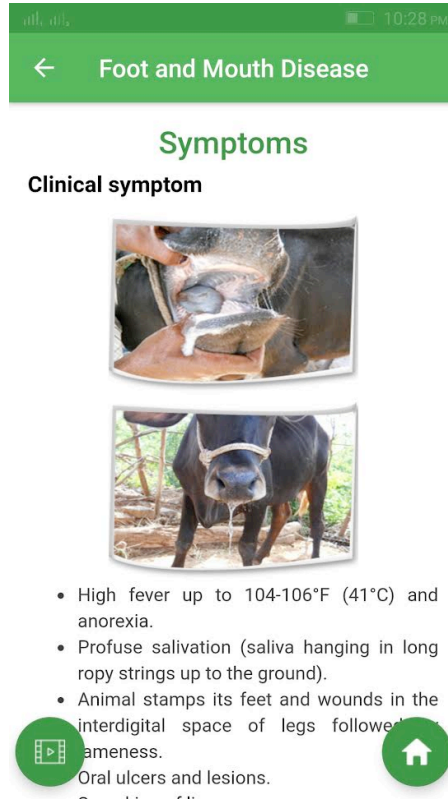 10:28 PM
Foot and Mouth Disease
Symptoms
Clinical symptom
• High fever up to 104-106°F (41°C) and
anorexia.
• Profuse salivation (saliva hanging in long
ropy strings up to the ground).
• Animal stamps its feet and wounds in the
interdigital space of legs
ameness.
Oral ulcers and lesions.